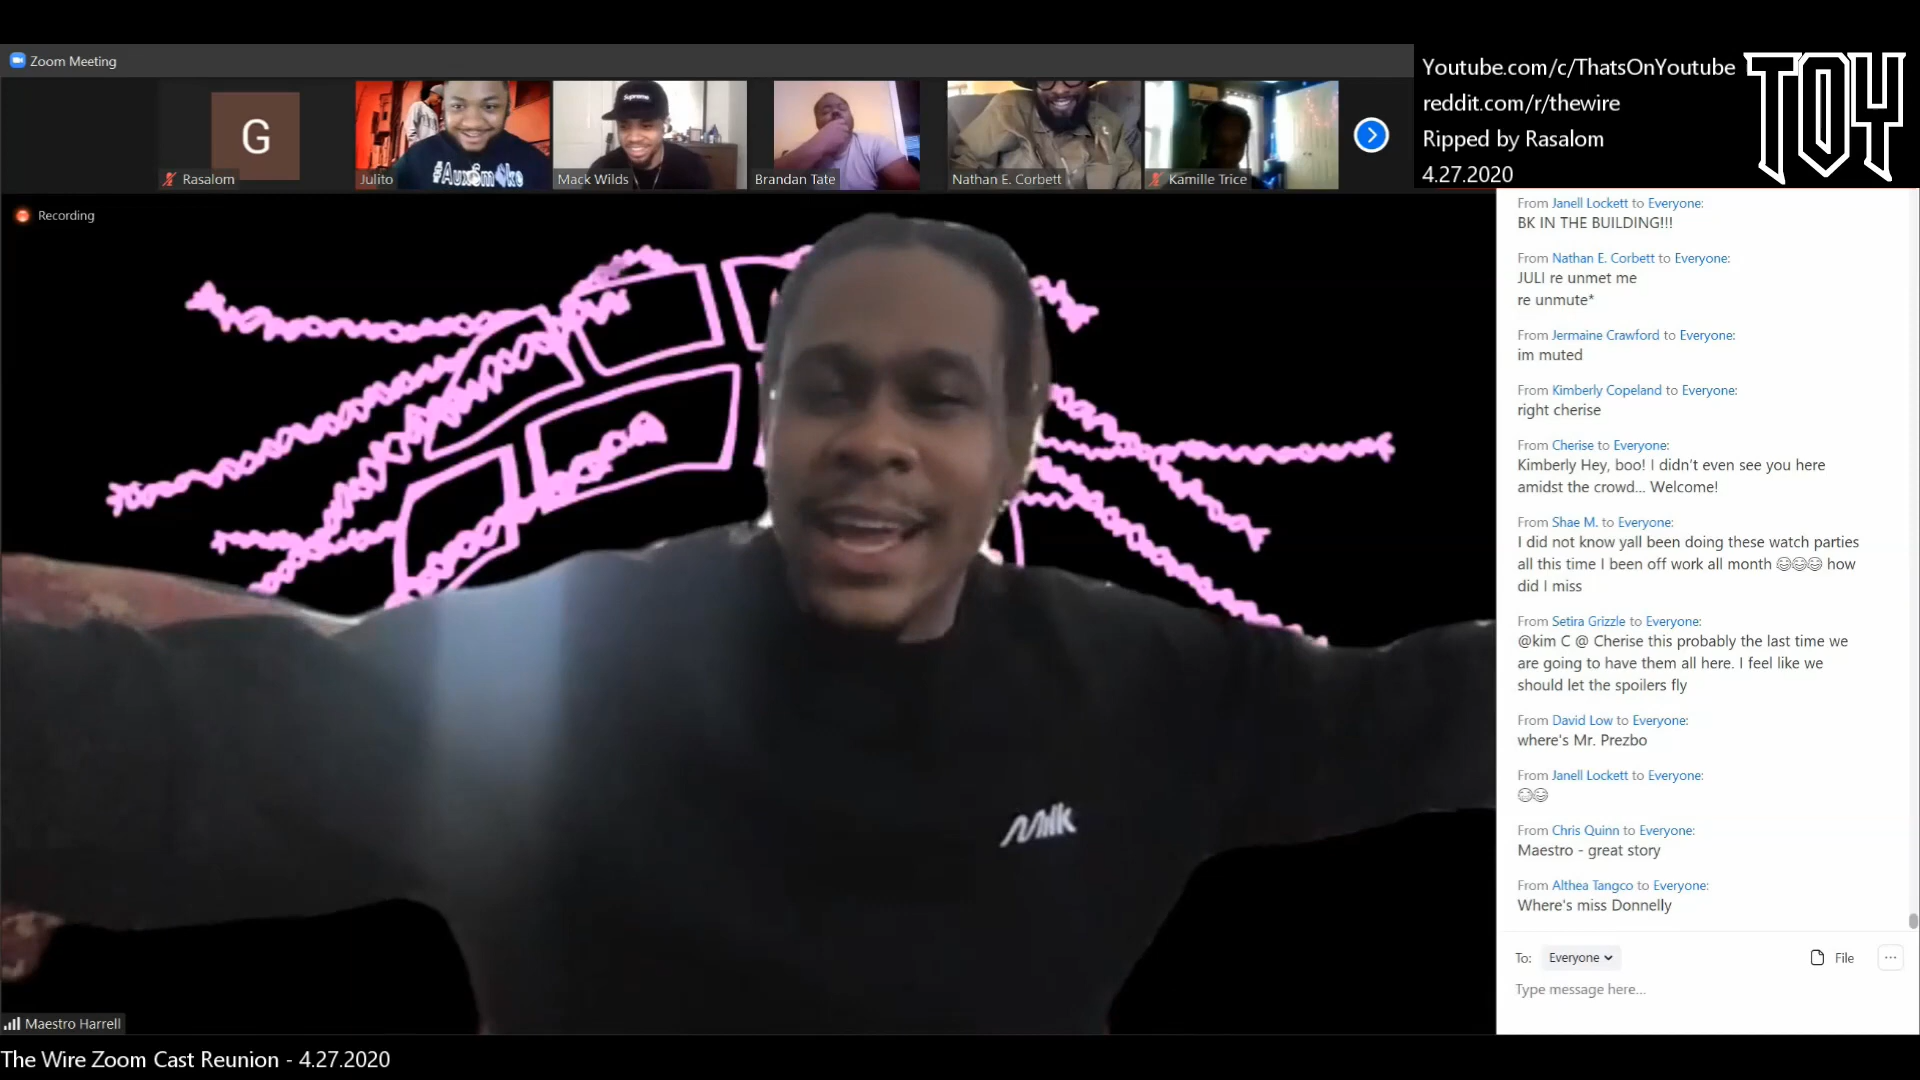 Zoom Meeting
Youtube.com/c/ThatsOnYoutube
reddit.com/r/thewire
Ripped by Rasalom
4.27.2020
TOY
G
Supreme
#AuxSmoke
Rasalom
Julito
Mack Wilds
Brandan Tate
Nathan E. Corbett
Kamille Trice
Recording
From Janell Lockett to Everyone:
BK IN THE BUILDING!!!
From Nathan E. Corbett to Everyone:
JULI re unmet me
re unmute*
From Jermaine Crawford to Everyone:
im muted
From Kimberly Copeland to Everyone:
right cherise
From Cherise to Everyone:
Kimberly Hey, boo! I didn't even see you here
amidst the crowd... Welcome!
From Shae M. to Everyone:
I did not know yall been doing these watch parties
all this time I been off work all month 😂😂😂 how
did I miss
From Setira Grizzle to Everyone:
@kim C @ Cherise this probably the last time we
are going to have them all here. I feel like we
should let the spoilers fly
From David Low to Everyone:
where's Mr. Prezbo
From Janell Lockett to Everyone:
😂😂
From Chris Quinn to Everyone:
Maestro - great story
From Althea Tangco to Everyone:
Where's miss Donnelly
To: Everyone
File
...
Type message here...
Milk
Maestro Harrell
The Wire Zoom Cast Reunion - 4.27.2020